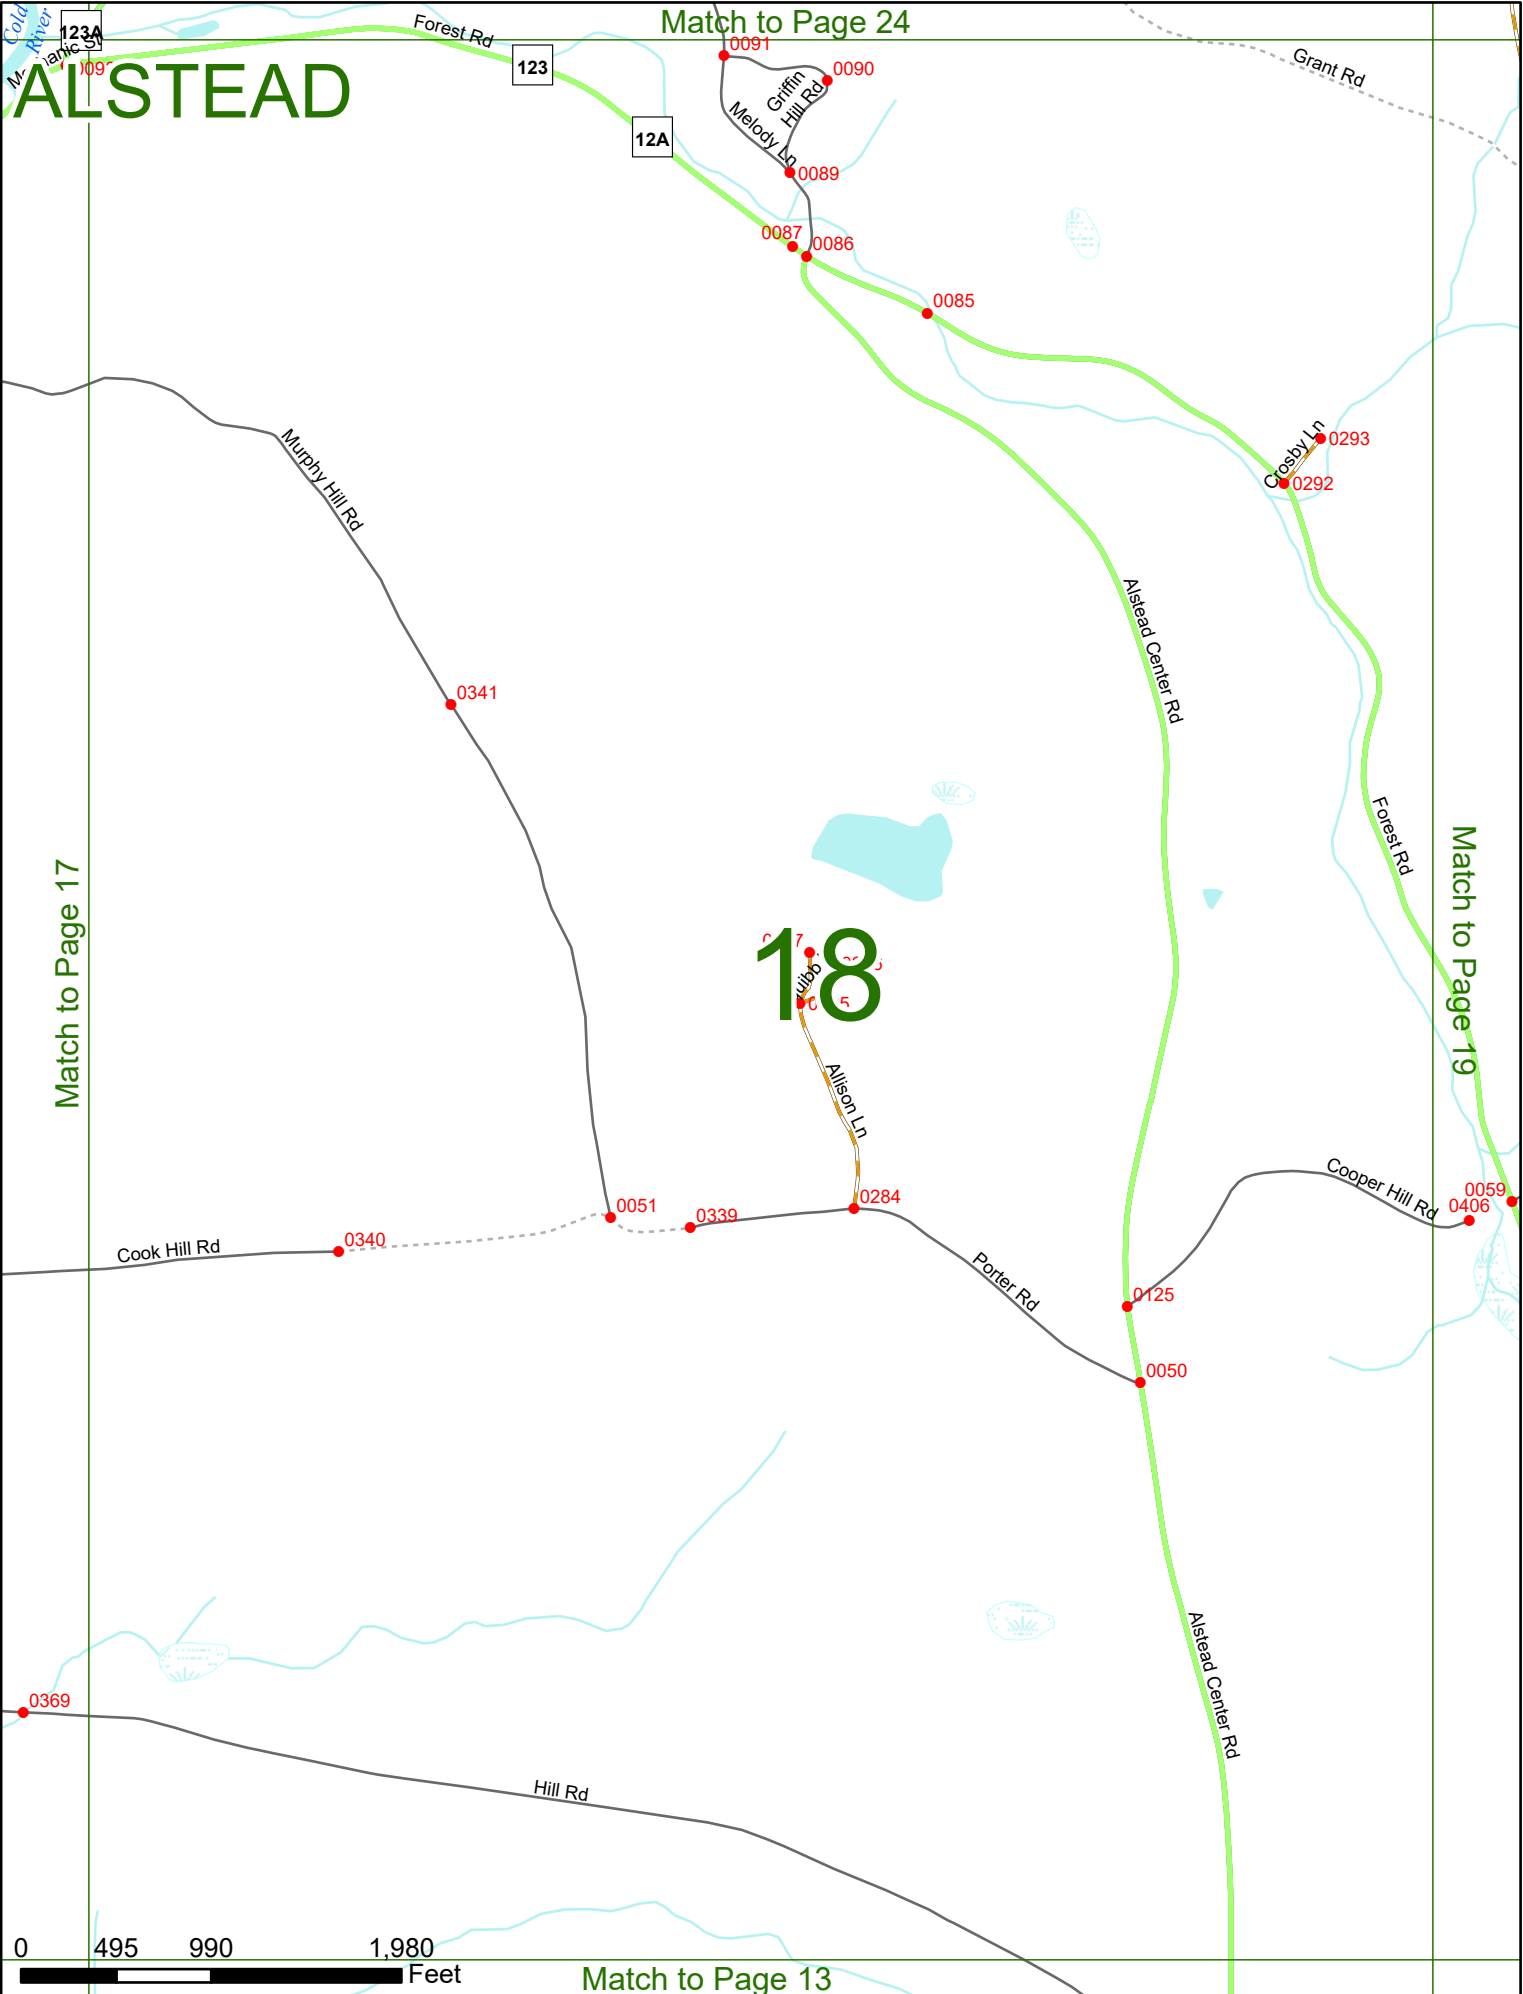 Match to Page 24
Cold
River
123A
Forest Rd
123
ALSTEAD
0091
0090
Griffin
Hill Rd
Grant Rd
12A
Melody Ln
0089
0087
0086
0085
Murphy Hill Rd
Crosby Ln
0293
0292
Alstead Center Rd
0341
Forest Rd
Match to Page 17
Match to Page 19
18
Allison Ln
Cooper Hill Rd
0059
0406
0284
0051
0339
0340
Cook Hill Rd
Porter Rd
0125
0050
Alstead Center Rd
0369
Hill Rd
0 495 990 1,980
Feet
Match to Page 13